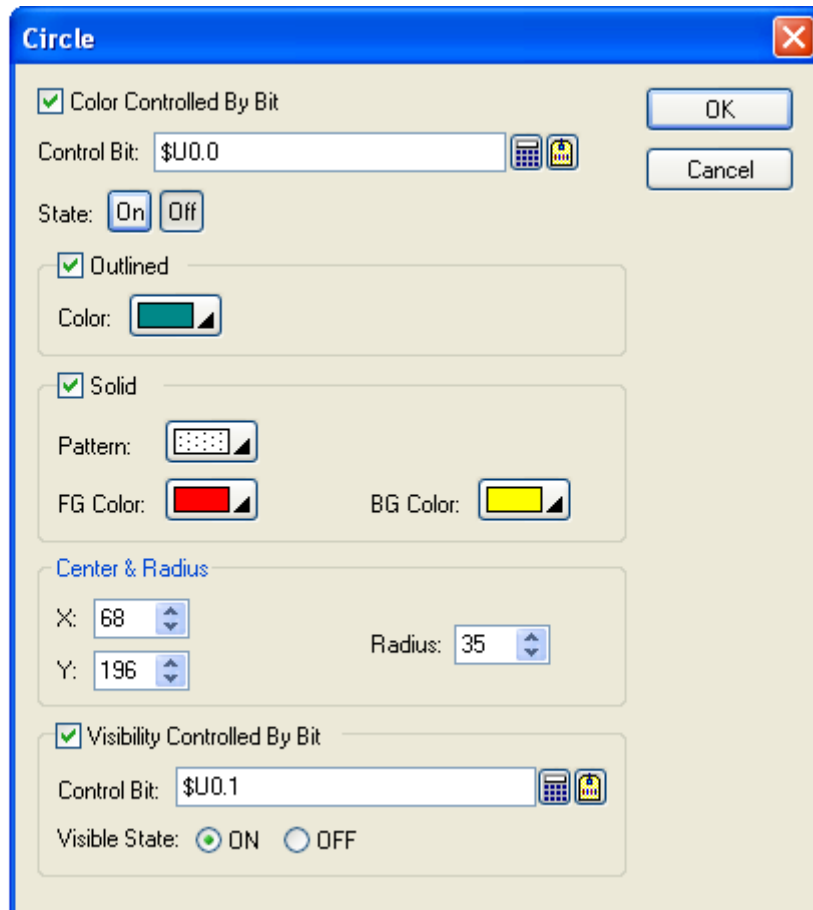 Circle
Color Controlled By Bit
OK
Control Bit: $U0.0
Cancel
State: On Off
Outlined
Color:
Solid
Pattern:
FG Color: BG Color:
Center & Radius
X: 68
Radius: 35
Y: 196
Visibility Controlled By Bit
Control Bit: $U0.1
Visible State: ON OFF